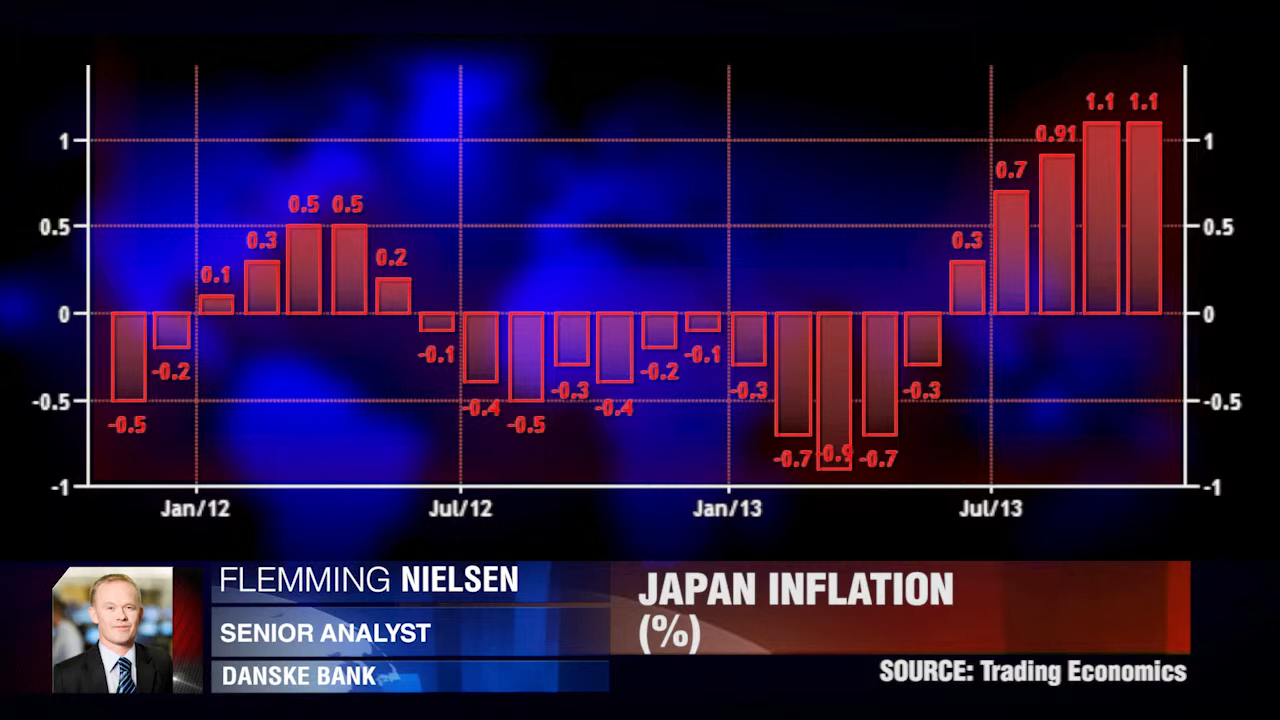 1.1 1.1
0.91
1 1
0.7
0.5 0.5
0.5 0.5
0.3 0.3
0.2
0.1
0 0
-0.1 -0.1
-0.2 -0.2
-0.3 -0.3 -0.3
-0.5 -0.5
-0.4 -0.4
-0.5 -0.5
-0.7 -0.9 -0.7
-1 -1
Jan/12 Jul/12 Jan/13 Jul/13
FLEMMING NIELSEN
SENIOR ANALYST
DANSKE BANK
JAPAN INFLATION
(%)
SOURCE: Trading Economics